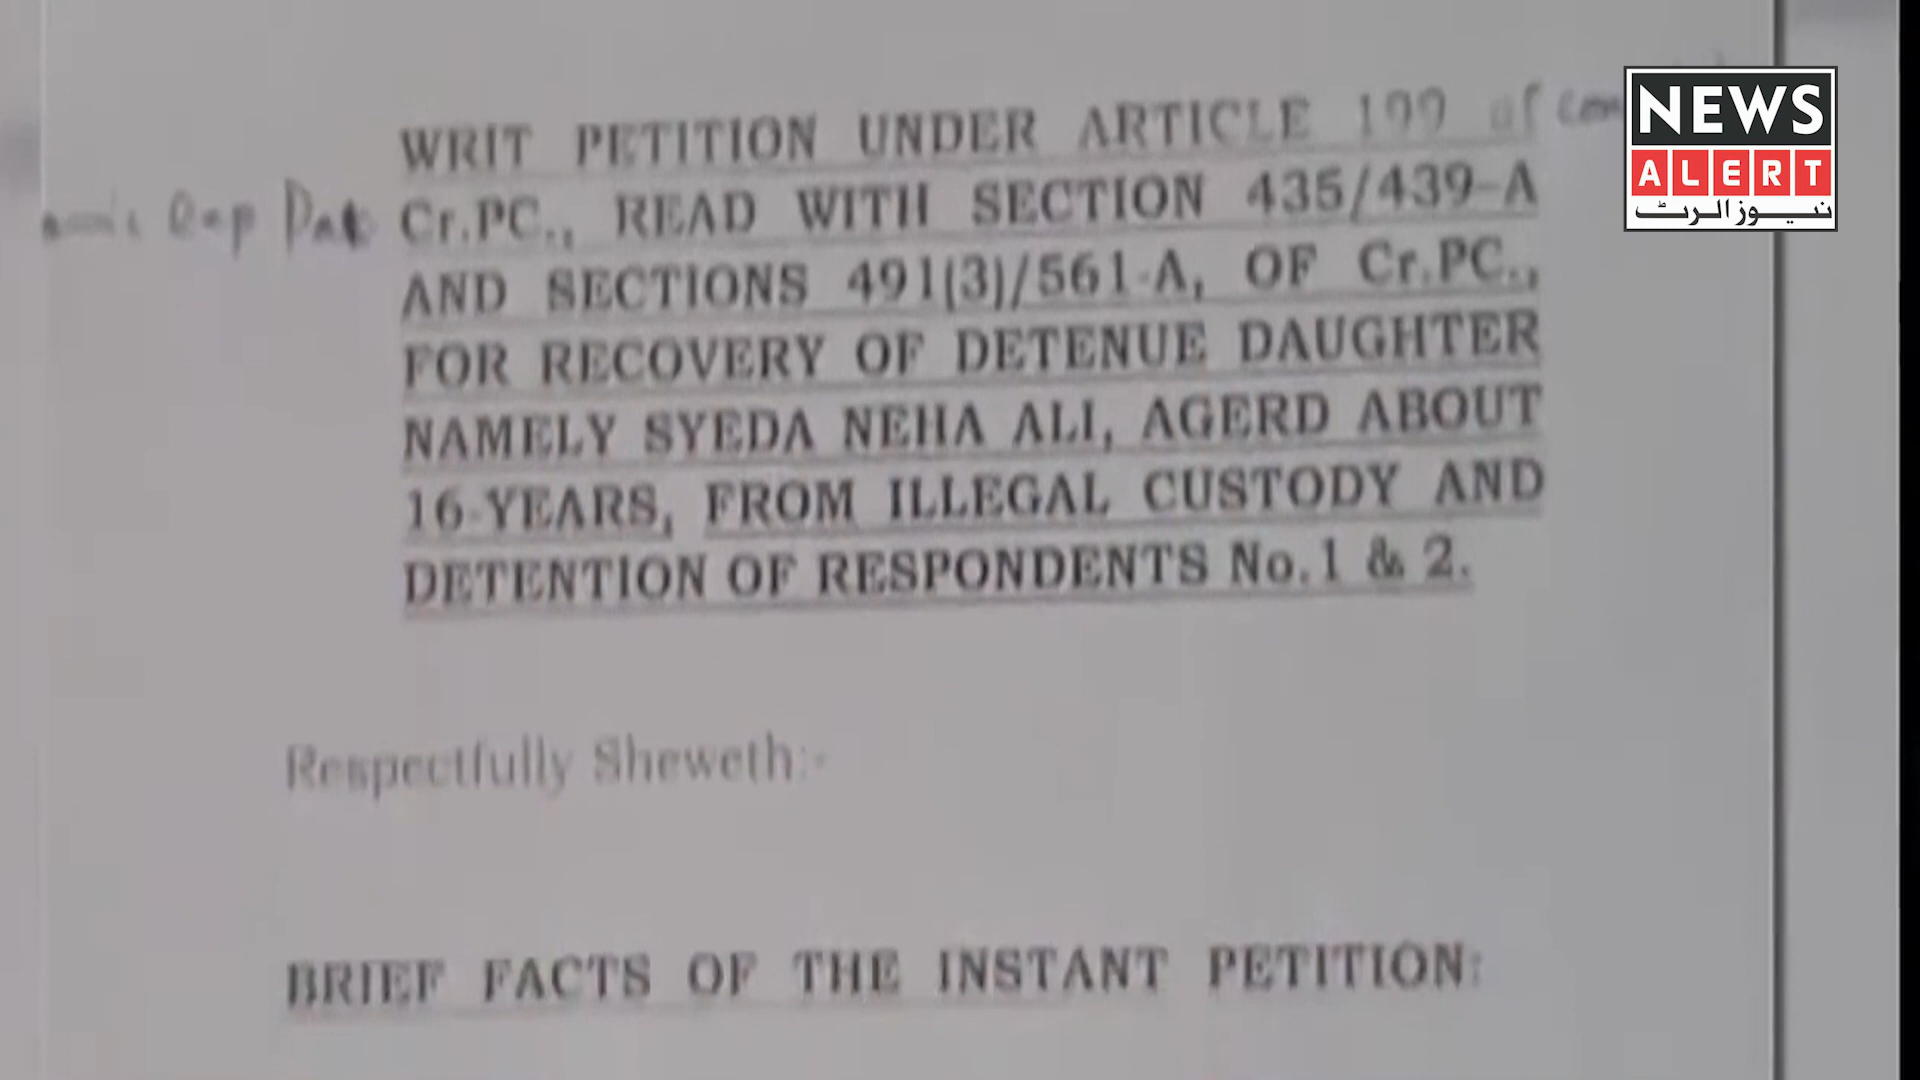 WRIT PETITION UNDER ARTICLE 199 of
Cr.PC., READ WITH SECTION 435/439-A
AND SECTIONS 491(3)/561-A, OF Cr.PC.,
FOR RECOVERY OF DETENUE DAUGHTER
NAMELY SYEDA NEHA ALI, AGERD ABOUT
16-YEARS, FROM ILLEGAL CUSTODY AND
DETENTION OF RESPONDENTS No.1 & 2.
Respectfully Sheweth:-
BRIEF FACTS OF THE INSTANT PETITION:
NEWS
ALERT
نیوز الرٹ